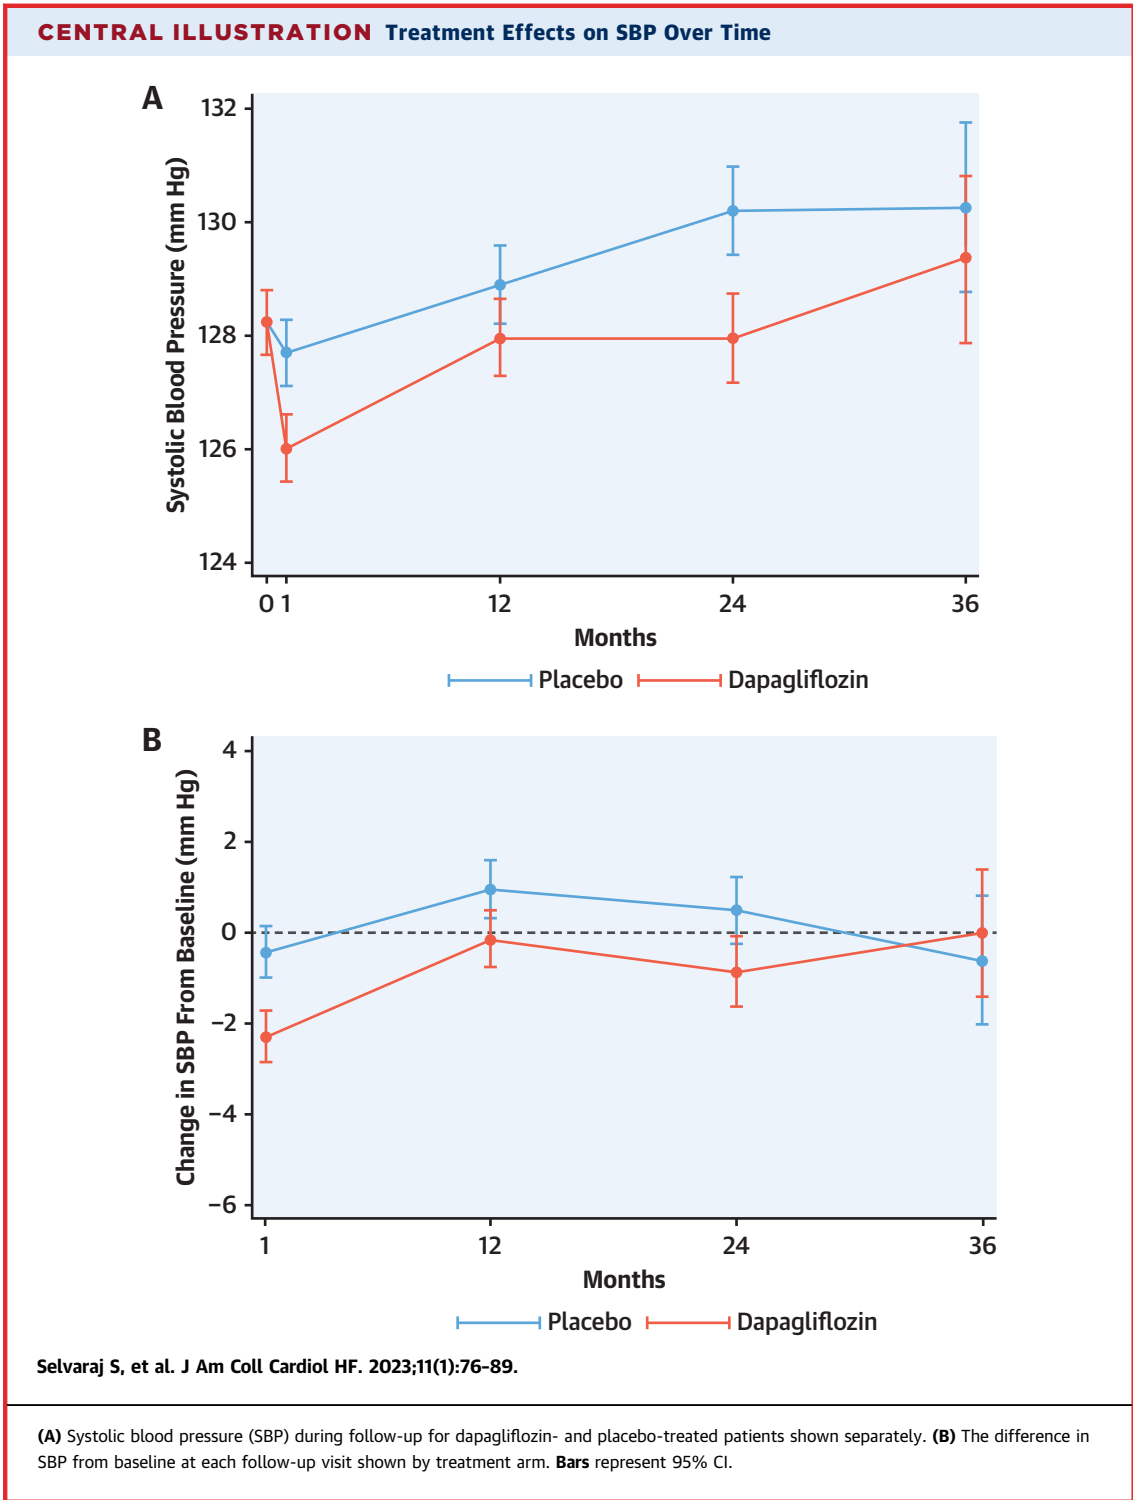 CENTRAL ILLUSTRATION Treatment Effects on SBP Over Time
A
Systolic Blood Pressure (mm Hg)
132
130
128
126
124
0 1 12 24 36
Months
Placebo Dapagliflozin
B
Change in SBP From Baseline (mm Hg)
4
2
0
−2
−4
−6
1 12 24 36
Months
Placebo Dapagliflozin
Selvaraj S, et al. J Am Coll Cardiol HF. 2023;11(1):76–89.
(A) Systolic blood pressure (SBP) during follow-up for dapagliflozin- and placebo-treated patients shown separately. (B) The difference in
SBP from baseline at each follow-up visit shown by treatment arm. Bars represent 95% CI.